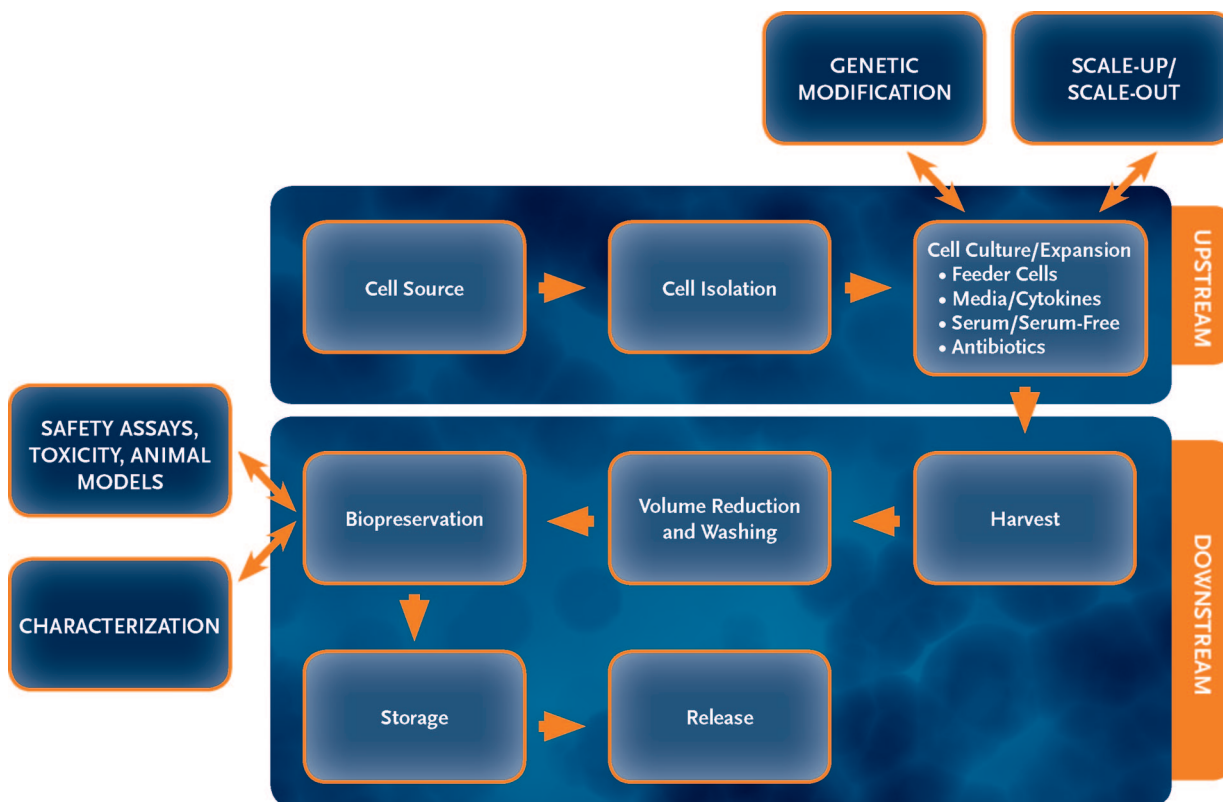 GENETIC
MODIFICATION
SCALE-UP/
SCALE-OUT
UPSTREAM
Cell Source
Cell Isolation
Cell Culture/Expansion
• Feeder Cells
• Media/Cytokines
• Serum/Serum-Free
• Antibiotics
SAFETY ASSAYS,
TOXICITY, ANIMAL
MODELS
CHARACTERIZATION
DOWNSTREAM
Biopreservation
Volume Reduction
and Washing
Harvest
Storage
Release